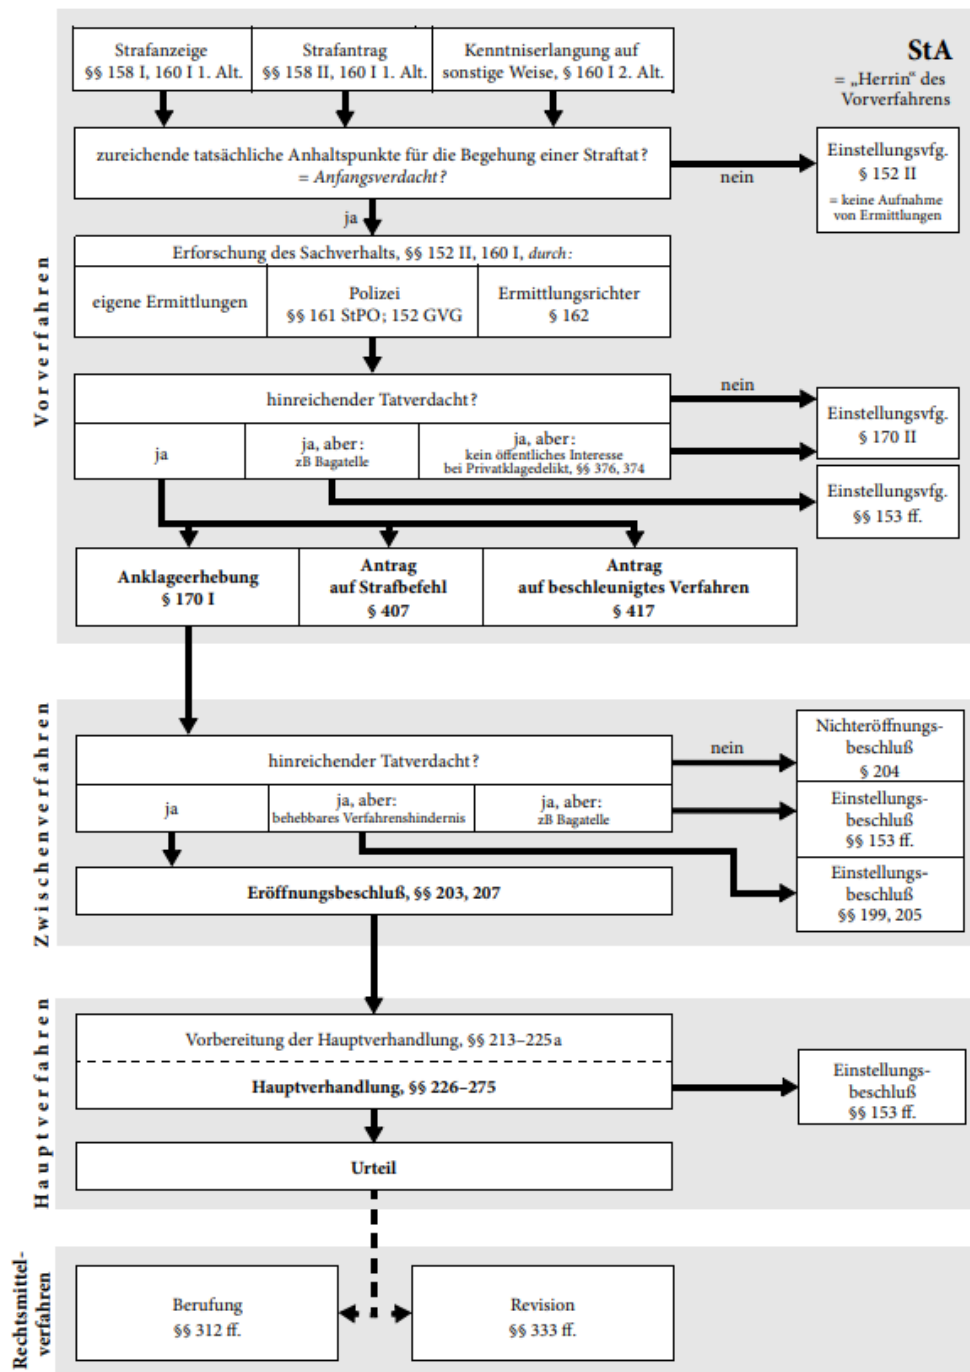 Strafanzeige
§§ 158 I, 160 I 1. Alt.
Strafantrag
§§ 158 II, 160 I 1. Alt.
Kenntniserlangung auf
sonstige Weise, § 160 I 2. Alt.
StA
= „Herrin“ des
Vorverfahrens
zureichende tatsächliche Anhaltspunkte für die Begehung einer Straftat?
= Anfangsverdacht?
nein
Einstellungsvfg.
§ 152 II
= keine Aufnahme
von Ermittlungen
ja
Vorverfahren
Erforschung des Sachverhalts, §§ 152 II, 160 I, durch:
eigene Ermittlungen
Polizei
§§ 161 StPO; 152 GVG
Ermittlungsrichter
§ 162
hinreichender Tatverdacht?
nein
Einstellungsvfg.
§ 170 II
ja
ja, aber:
zB Bagatelle
ja, aber:
kein öffentliches Interesse
bei Privatklagedelikt, §§ 376, 374
Einstellungsvfg.
§§ 153 ff.
Anklageerhebung
§ 170 I
Antrag
auf Strafbefehl
§ 407
Antrag
auf beschleunigtes Verfahren
§ 417
Zwischenverfahren
hinreichender Tatverdacht?
nein
Nichteröffnungs-
beschluß
§ 204
ja
ja, aber:
behebbares Verfahrenshindernis
ja, aber:
zB Bagatelle
Einstellungs-
beschluß
§§ 153 ff.
Eröffnungsbeschluß, §§ 203, 207
Einstellungs-
beschluß
§§ 199, 205
Hauptverfahren
Vorbereitung der Hauptverhandlung, §§ 213–225a
Hauptverhandlung, §§ 226–275
Einstellungs-
beschluß
§§ 153 ff.
Urteil
Rechtsmittel-
verfahren
Berufung
§§ 312 ff.
Revision
§§ 333 ff.